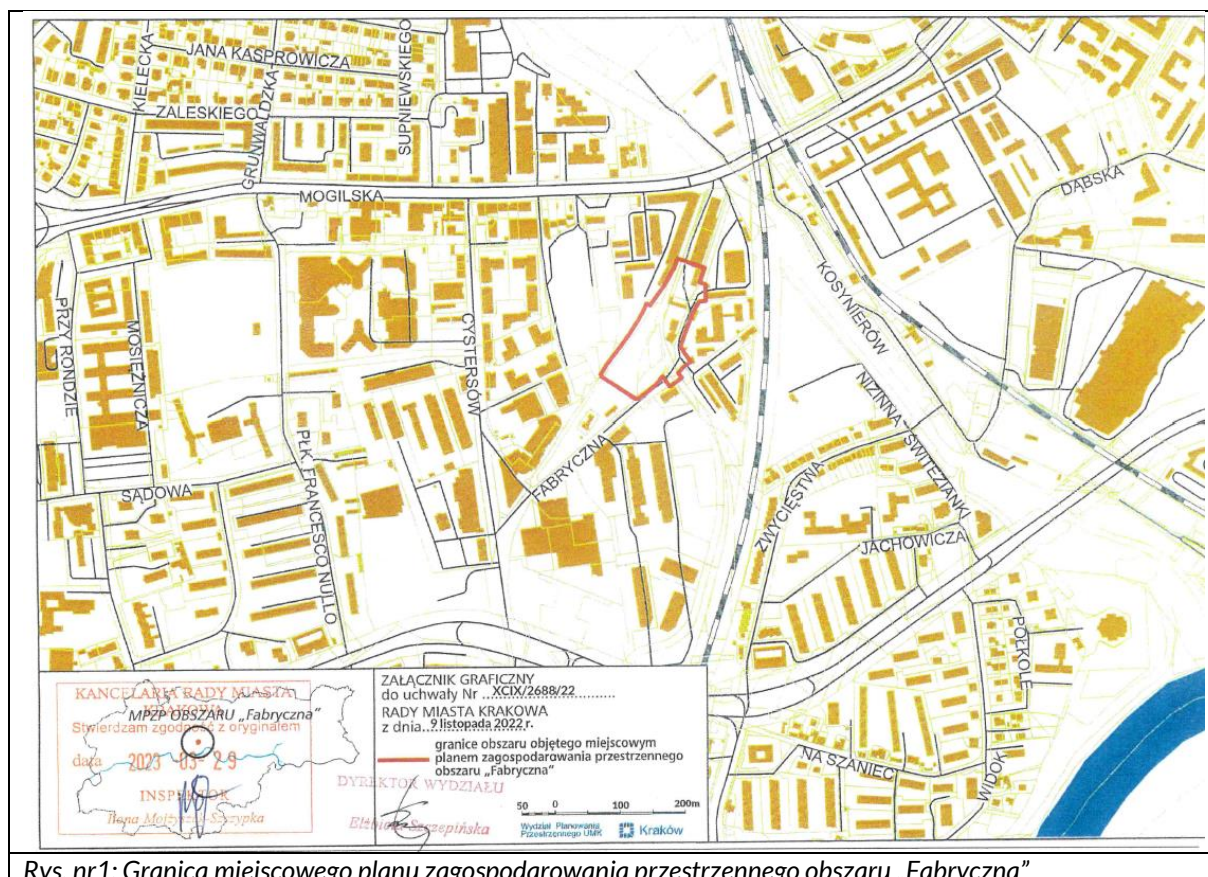 KIELECKA
JANA KASPROWICZA
GRUNWALDZKA
ZALESKIEGO
SUPNIEWSKIEGO
MOGILSKA
DĄBSKA
PRZY RONDZIE
MOSIĘŻNICZA
CYSTERSÓW
KOSYNIERÓW
PŁK. FRANCESCO NULLO
NIZINNA
ŚWITEZIANKI
FABRYCZNA
SĄDOWA
ZWYCIĘSTWA
JACHOWICZA
PÓŁKOLE
NA SZANIEC
WIDOK
KANCELARIA RADY MIASTA
KRAKOWA
MPZP OBSZARU „Fabryczna”
Stwierdzam zgodność z oryginałem
data 2023 -03- 29
INSPEKTOR
ZAŁĄCZNIK GRAFICZNY
do uchwały Nr ....XCIX/2688/22....
RADY MIASTA KRAKOWA
z dnia..9 listopada 2022 r.
granice obszaru objętego miejscowym
planem zagospodarowania przestrzennego
obszaru „Fabryczna”
DYREKTOR WYDZIAŁU
Elżbieta Szczepińska
50 0 100 200m
Wydział Planowania
Przestrzennego UMK
Kraków
Rys. nr1: Granica miejscowego planu zagospodarowania przestrzennego obszaru „Fabryczna”